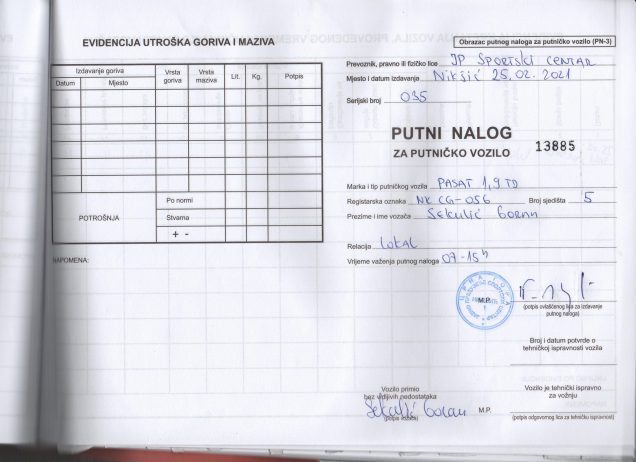 EVIDENCIJA UTROŠKA GORIVA I MAZIVA
Izdavanje goriva
Datum
Mjesto
Vrsta goriva
Vrsta maziva
Lit.
Kg.
Potpis
POTROŠNJA
Po normi
Stvarna
+ -
NAPOMENA:
Obrazac putnog naloga za putničko vozilo (PN-3)
Prevoznik, pravno ili fizičko lice JP SPORTSKI CENTAR
Mjesto i datum izdavanja Nikšić 25.02.2021
Serijski broj 035
PUTNI NALOG
ZA PUTNIČKO VOZILO 13885
Marka i tip putničkog vozila PASAT 1,9 TD
Registarska oznaka NK CG-056 Broj sjedišta 5
Prezime i ime vozača Sekulić Goran
Relacija Lokal
Vrijeme važenja putnog naloga 07-15h
M.P.
(potpis ovlašćenog lica za izdavanje
putnog naloga)
Broj i datum potvrde o
tehničkoj ispravnosti vozila
Vozilo primio
bez vidljivih nedostataka
Sekulić Goran M.P.
(potpis vozača)
Vozilo je tehnički ispravno
za vožnju
(potpis odgovornog lica za tehničku ispravnost)